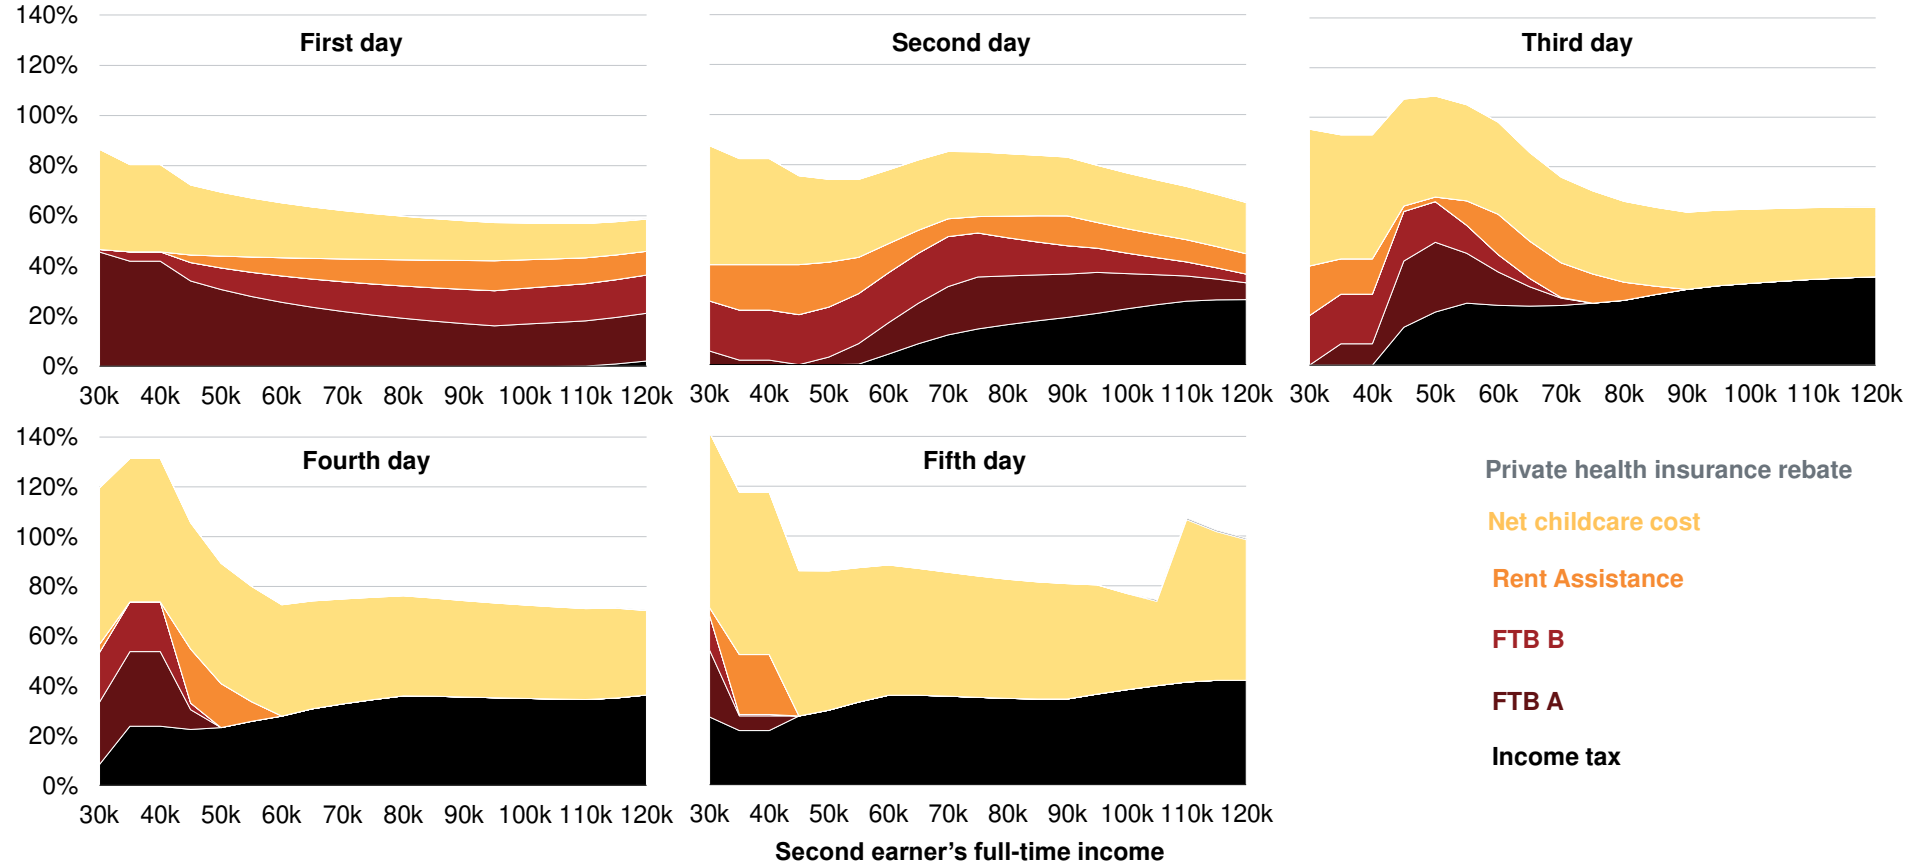 140%
120%
100%
80%
60%
40%
20%
0%
First day
30k 40k 50k 60k 70k 80k 90k 100k 110k 120k
Second day
30k 40k 50k 60k 70k 80k 90k 100k 110k 120k
Third day
30k 40k 50k 60k 70k 80k 90k 100k 110k 120k
140%
120%
100%
80%
60%
40%
20%
0%
Fourth day
30k 40k 50k 60k 70k 80k 90k 100k 110k 120k
Fifth day
30k 40k 50k 60k 70k 80k 90k 100k 110k 120k
Private health insurance rebate
Net childcare cost
Rent Assistance
FTB B
FTB A
Income tax
Second earner’s full-time income